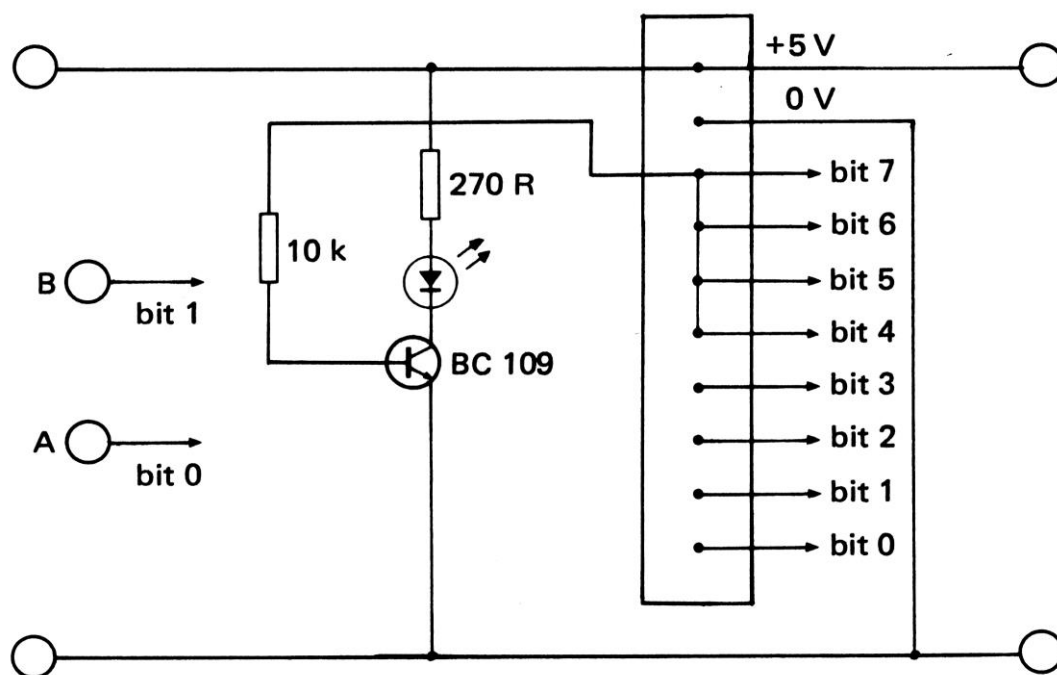 +5 V
0 V
bit 7
270 R
bit 6
10 k
B
bit 1
bit 5
bit 4
BC 109
bit 3
A
bit 0
bit 2
bit 1
bit 0